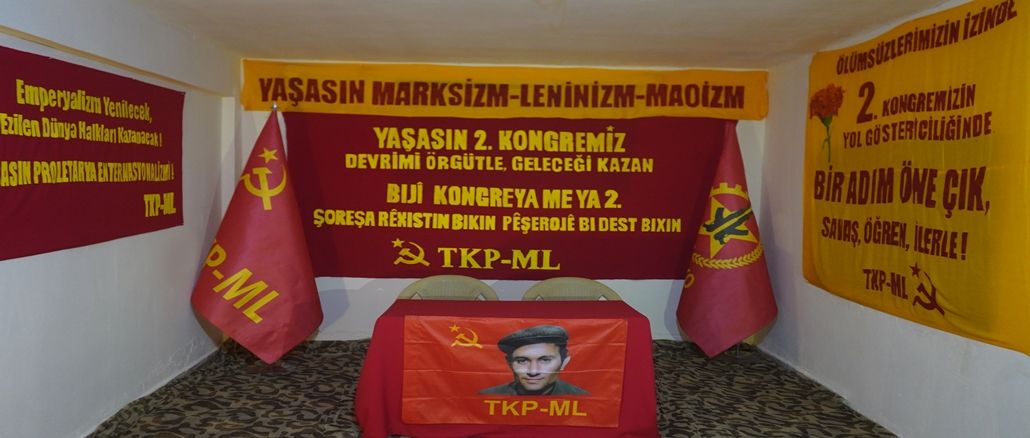 Emperyalizm Yenilecek,
Ezilen Dünya Halkları Kazanacak!
ASIN PROLETARYA ENTERNASYONALİZMİ!
TKP-ML
YAŞASIN MARKSİZM-LENİNİZM-MAOİZM
YAŞASIN 2. KONGREMİZ
DEVRİMİ ÖRGÜTLE, GELECEĞİ KAZAN
BIJÎ KONGREYA ME YA 2.
ŞOREŞA RÊXISTIN BIKIN PÊŞEROJÊ BI DEST BIXIN
TKP-ML
P-ML
TKP-ML
ÖLÜMSÜZLERİMİZİN İZİNDE
2. KONGREMİZİN
YOL GÖSTERİCİLİĞİNDE
BİR ADIM ÖNE ÇIK,
SAVAŞ, ÖĞREN, İLERLE!
TKP-ML